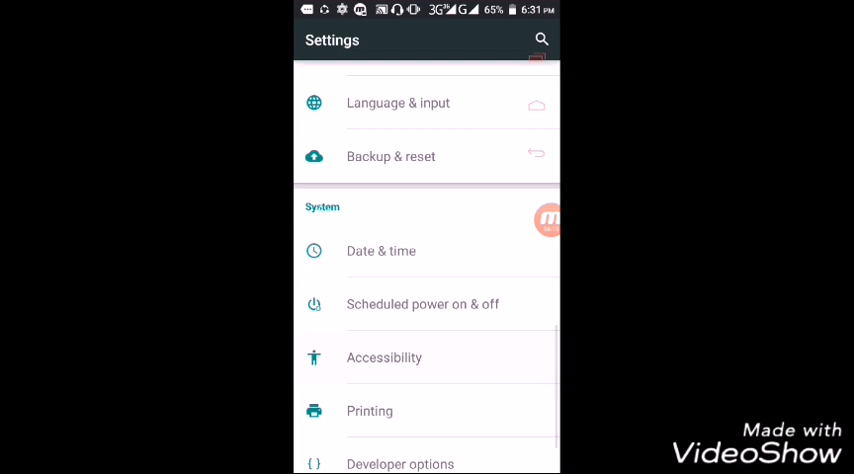 3G 3G G 65% 6:31 PM
Settings
Language & input
Backup & reset
System
Date & time
Scheduled power on & off
Accessibility
Printing
Developer options
Made with
VideoShow